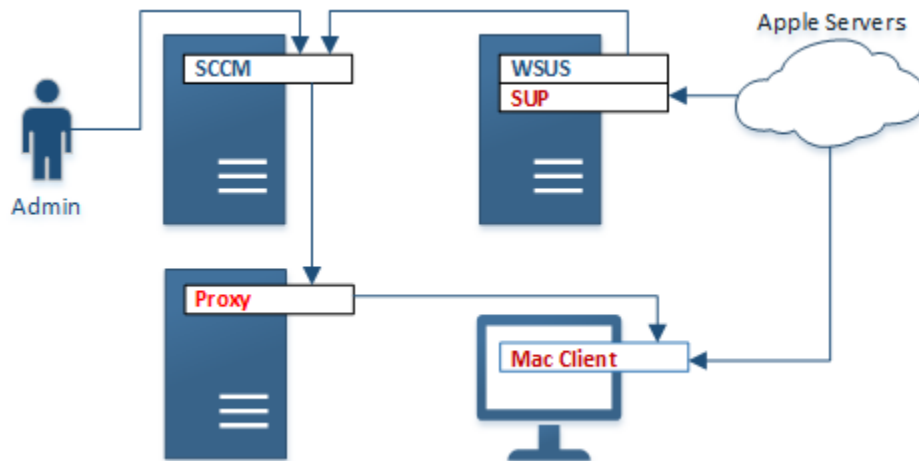 Apple Servers
SCCM
WSUS
SUP
Admin
Proxy
Mac Client